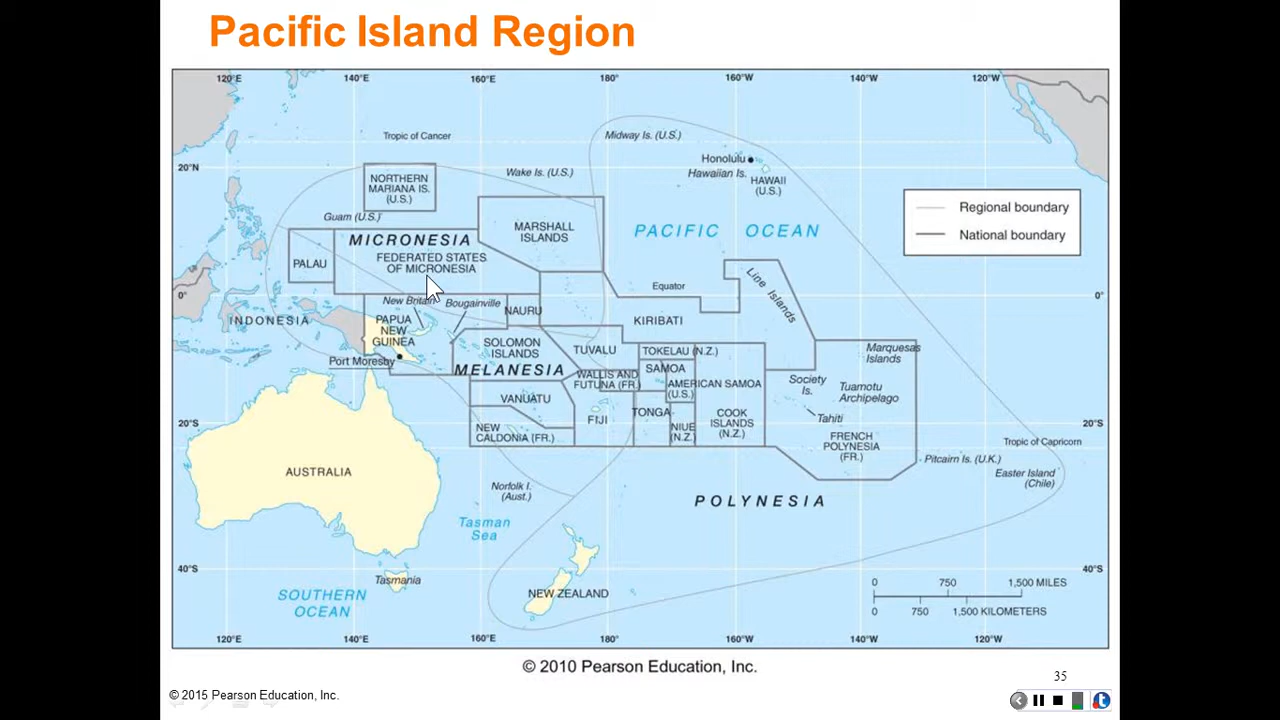 Pacific Island Region
120°E 140°E 160°E 180° 160°W 140°W 120°W
Tropic of Cancer
Midway Is. (U.S.)
Honolulu
Hawaiian Is.
HAWAII
(U.S.)
20°N
NORTHERN
MARIANA IS.
(U.S.)
Wake Is. (U.S.)
Guam (U.S.)
MARSHALL
ISLANDS
PACIFIC OCEAN
Regional boundary
National boundary
MICRONESIA
FEDERATED STATES
OF MICRONESIA
PALAU
Line Islands
Equator
0° 0°
New Britain
Bougainville
NAURU
KIRIBATI
INDONESIA
PAPUA
NEW
GUINEA
Port Moresby
SOLOMON
ISLANDS
TUVALU
TOKELAU (N.Z.)
Marquesas
Islands
MELANESIA
WALLIS AND
FUTUNA (FR.)
SAMOA
AMERICAN SAMOA
(U.S.)
Society
Is.
Tuamotu
Archipelago
VANUATU
FIJI
TONGA
COOK
ISLANDS
(N.Z.)
Tahiti
20°S 20°S
NEW
CALDONIA (FR.)
NIUE
(N.Z.)
FRENCH
POLYNESIA
(FR.)
Tropic of Capricorn
Pitcairn Is. (U.K.)
Easter Island
(Chile)
AUSTRALIA
Norfolk I.
(Aust.)
POLYNESIA
Tasman
Sea
40°S 40°S
Tasmania
SOUTHERN
OCEAN
NEW ZEALAND
0 750 1,500 MILES
0 750 1,500 KILOMETERS
120°E 140°E 160°E 180° 160°W 140°W 120°W
© 2010 Pearson Education, Inc.
35
© 2015 Pearson Education, Inc.
t